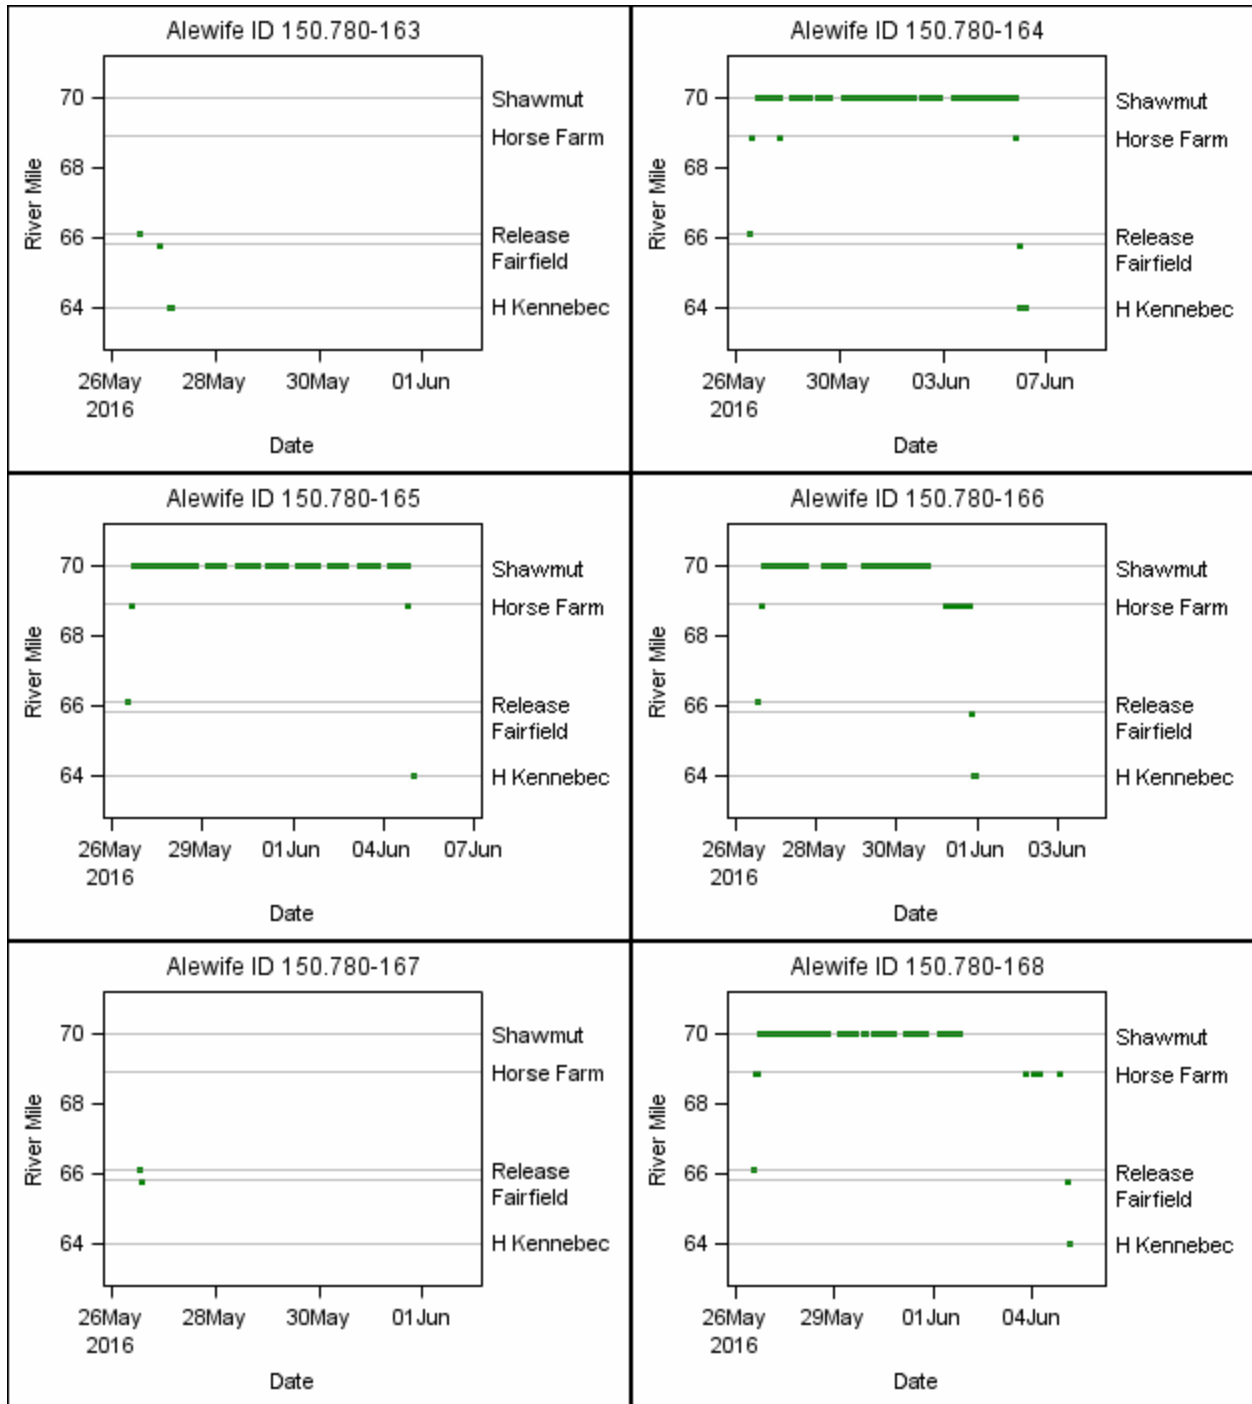 Alewife ID 150.780-163
River Mile
70
68
66
64
Shawmut
Horse Farm
Release
Fairfield
H Kennebec
26May 28May 30May 01Jun
2016
Date
Alewife ID 150.780-164
River Mile
70
68
66
64
Shawmut
Horse Farm
Release
Fairfield
H Kennebec
26May 30May 03Jun 07Jun
2016
Date
Alewife ID 150.780-165
River Mile
70
68
66
64
Shawmut
Horse Farm
Release
Fairfield
H Kennebec
26May 29May 01Jun 04Jun 07Jun
2016
Date
Alewife ID 150.780-166
River Mile
70
68
66
64
Shawmut
Horse Farm
Release
Fairfield
H Kennebec
26May 28May 30May 01Jun 03Jun
2016
Date
Alewife ID 150.780-167
River Mile
70
68
66
64
Shawmut
Horse Farm
Release
Fairfield
H Kennebec
26May 28May 30May 01Jun
2016
Date
Alewife ID 150.780-168
River Mile
70
68
66
64
Shawmut
Horse Farm
Release
Fairfield
H Kennebec
26May 29May 01Jun 04Jun
2016
Date